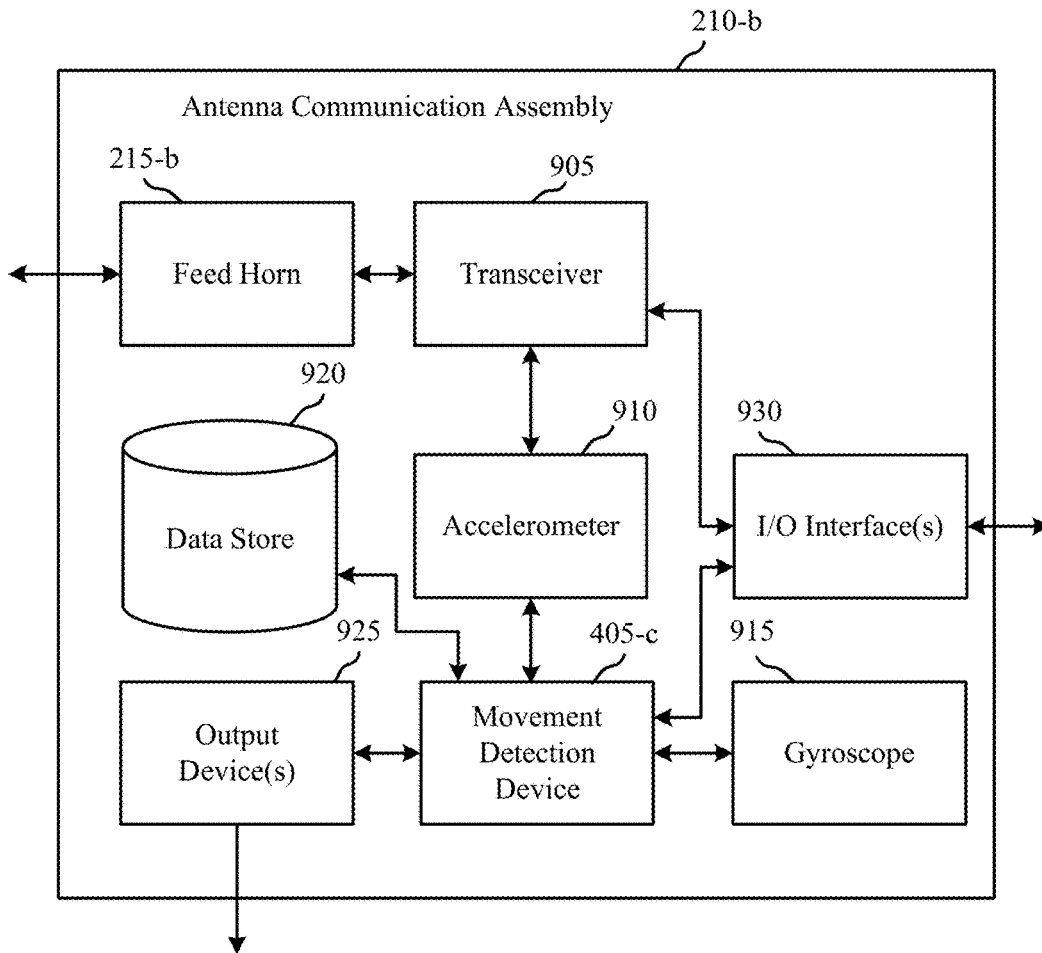 210-b
Antenna Communication Assembly
215-b
905
Feed Horn
Transceiver
920
910
930
Data Store
Accelerometer
I/O Interface(s)
925
405-c
915
Output
Device(s)
Movement
Detection
Device
Gyroscope